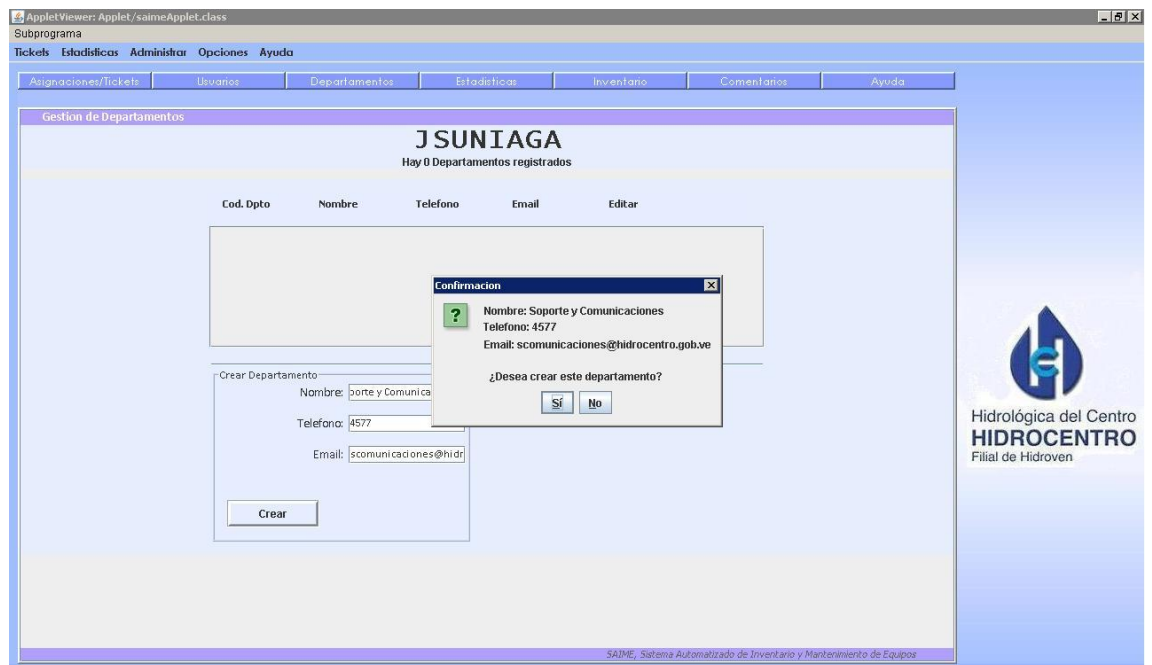 AppletViewer: Applet/saimeApplet.class
Subprograma
Tickets Estadisticas Administrar Opciones Ayuda
Asignaciones/Tickets Usuarios Departamentos Estadisticas Inventario Comentarios Ayuda
Gestion de Departamentos
JSUNIAGA
Hay 0 Departamentos registrados
Cod. Dpto Nombre Telefono Email Editar
Confirmacion
? Nombre: Soporte y Comunicaciones
Telefono: 4577
Email: scomunicaciones@hidrocentro.gob.ve
¿Desea crear este departamento?
Sí No
Crear Departamento
Nombre: porte y Comunica
Telefono: 4577
Email: scomunicaciones@hidr
Crear
Hidrológica del Centro
HIDROCENTRO
Filial de Hidroven
SAIME, Sistema Automatizado de Inventario y Mantenimiento de Equipos